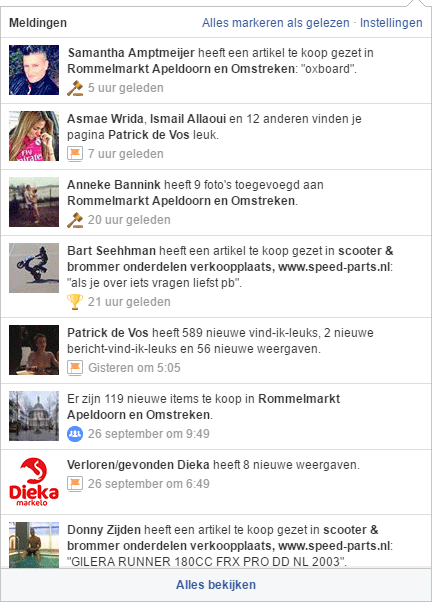 Meldingen
Alles markeren als gelezen · Instellingen
Samantha Amptmeijer heeft een artikel te koop gezet in
Rommelmarkt Apeldoorn en Omstreken: "oxboard".
5 uur geleden
Asmae Wrida, Ismail Allaoui en 12 anderen vinden je
pagina Patrick de Vos leuk.
7 uur geleden
Anneke Bannink heeft 9 foto's toegevoegd aan
Rommelmarkt Apeldoorn en Omstreken.
20 uur geleden
Bart Seehhman heeft een artikel te koop gezet in scooter &
brommer onderdelen verkoopplaats, www.speed-parts.nl:
"als je over iets vragen liefst pb".
21 uur geleden
Patrick de Vos heeft 589 nieuwe vind-ik-leuks, 2 nieuwe
bericht-vind-ik-leuks en 56 nieuwe weergaven.
Gisteren om 5:05
Er zijn 119 nieuwe items te koop in Rommelmarkt
Apeldoorn en Omstreken.
26 september om 9:49
Dieka
markelo
Verloren/gevonden Dieka heeft 8 nieuwe weergaven.
26 september om 6:49
Donny Zijden heeft een artikel te koop gezet in scooter &
brommer onderdelen verkoopplaats, www.speed-parts.nl:
"GILERA RUNNER 180CC FRX PRO DD NL 2003".
Alles bekijken